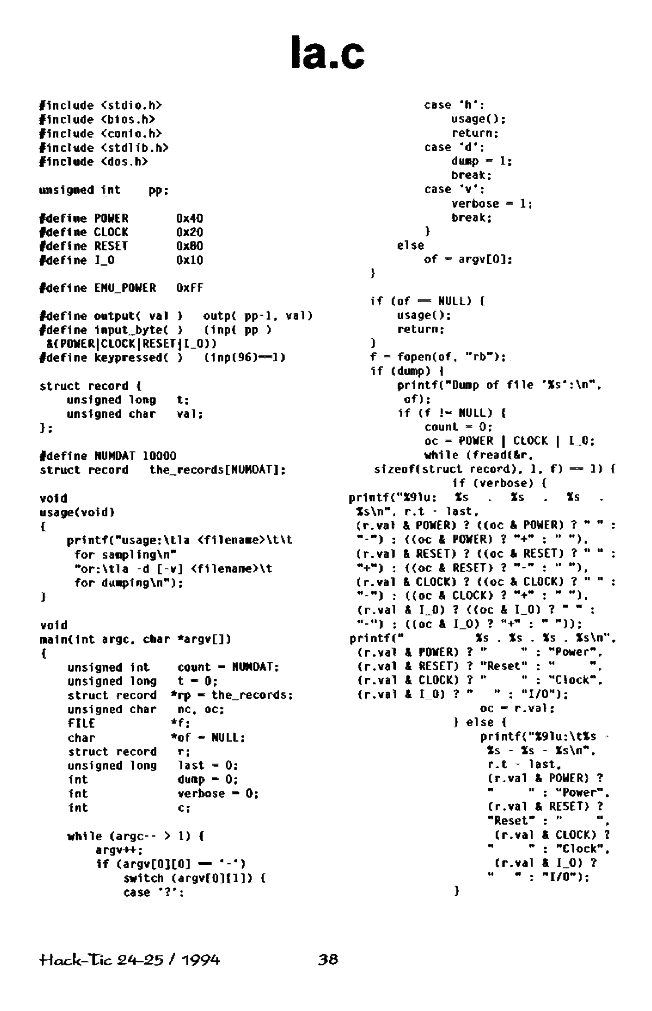 la.c
#include <stdio.h>
#include <bios.h>
#include <conio.h>
#include <stdlib.h>
#include <dos.h>
unsigned int    pp;
#define POWER       0x40
#define CLOCK       0x20
#define RESET       0x80
#define I_O         0x10
#define EMU_POWER   0xFF
#define output( val )   outp( pp-1, val)
#define input_byte( )   (inp( pp )
&(POWER|CLOCK|RESET|I_O))
#define keypressed( )   (inp(96)==1)
struct record {
unsigned long   t;
unsigned char   val;
};
#define NUMDAT 10000
struct record   the_records[NUMDAT];
void
usage(void)
{
printf("usage:\tla <filename>\t\t
for sampling\n"
"or:\tla -d [-v] <filename>\t
for dumping\n");
}
void
main(int argc, char *argv[])
{
unsigned int    count = NUMDAT;
unsigned long   t = 0;
struct record  *rp = the_records;
unsigned char   nc, oc;
FILE           *f;
char           *of = NULL;
struct record   r;
unsigned long   last = 0;
int             dump = 0;
int             verbose = 0;
int             c;
while (argc-- > 1) {
argv++;
if (argv[0][0] == '-')
switch (argv[0][1]) {
case '?':
case 'h':
usage();
return;
case 'd':
dump = 1;
break;
case 'v':
verbose = 1;
break;
}
else
of = argv[0];
}
if (of == NULL) {
usage();
return;
}
f = fopen(of, "rb");
if (dump) {
printf("Dump of file '%s':\n",
of);
if (f != NULL) {
count = 0;
oc = POWER | CLOCK | I_O;
while (fread(&r,
sizeof(struct record), 1, f) == 1) {
if (verbose) {
printf("%9lu:  %s  .  %s  .  %s  .
%s\n", r.t - last,
(r.val & POWER) ? ((oc & POWER) ? " " :
"-") : ((oc & POWER) ? "+" : " "),
(r.val & RESET) ? ((oc & RESET) ? " " :
"+") : ((oc & RESET) ? "-" : " "),
(r.val & CLOCK) ? ((oc & CLOCK) ? " " :
"-") : ((oc & CLOCK) ? "+" : " "),
(r.val & I_O) ? ((oc & I_O) ? " " :
"-") : ((oc & I_O) ? "+" : " "));
printf("          %s . %s . %s . %s\n",
(r.val & POWER) ? "     " : "Power",
(r.val & RESET) ? "Reset" : "     ",
(r.val & CLOCK) ? "     " : "Clock",
(r.val & I_O) ? "   " : "I/O");
oc = r.val;
} else {
printf("%9lu:\t%s -
%s - %s - %s\n",
r.t - last,
(r.val & POWER) ?
"     " : "Power",
(r.val & RESET) ?
"Reset" : "     ",
(r.val & CLOCK) ?
"     " : "Clock",
(r.val & I_O) ?
"   " : "I/O");
}
Hack-Tic 24-25 / 1994
38